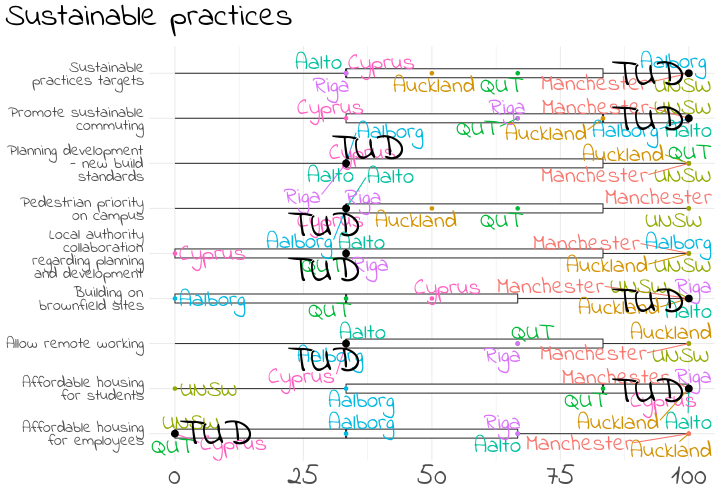 Sustainable practices
Sustainable
practices targets
Aalto Cyprus Aalborg
TUD
Riga Auckland QUT Manchester UNSW
Promote sustainable
commuting
Cyprus Riga Manchester UNSW
TUD
Aalborg QUT Auckland Aalborg Aalto
Planning development
- new build
standards
TUD
Cyprus Auckland QUT
Aalto Riga Aalto Manchester UNSW
Pedestrian priority
on campus
Riga Riga Manchester
Cyprus Auckland QUT UNSW
TUD
Local authority
collaboration
regarding planning
and development
Aalborg Aalto Manchester Aalborg
Cyprus
TUD
QUT Riga Auckland UNSW
Building on
brownfield sites
Cyprus Manchester UNSW Riga
Aalborg
TUD
QUT Auckland Aalto
Allow remote working
Aalto QUT Auckland
TUD
Aalborg Riga Manchester UNSW
Cyprus
Affordable housing
for students
Manchester Riga
UNSW
TUD
Aalborg QUT Cyprus
Auckland Aalto
Affordable housing
for employees
UNSW Aalborg Riga
TUD
QUT Cyprus Aalto Manchester Auckland
0 25 50 75 100